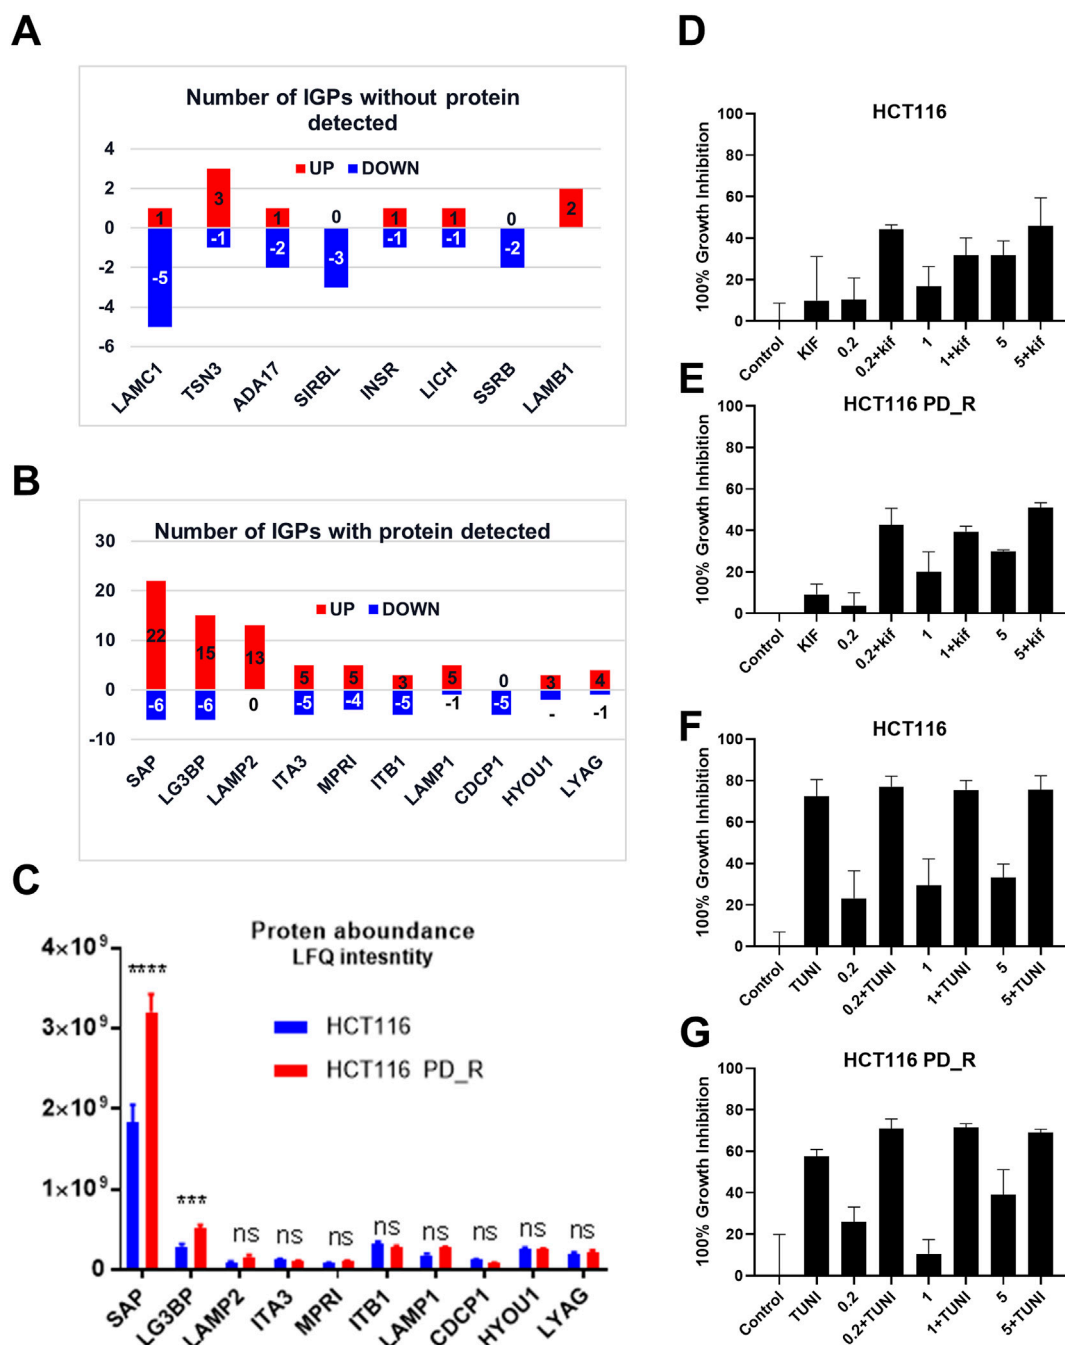 A
Number of IGPs without protein
detected
4
2
0
-2
-4
-6
UP DOWN
1 3 1 0 1 1 0 2
-5 -1 -2 -3 -1 -1 -2
LAMC1 TSN3 ADA17 SIRBL INSR LICH SSRB LAMB1
B
Number of IGPs with protein detected
30
20
10
0
-10
UP DOWN
22 15 13 5 5 3 5 0 3 4
-6 -6 0 -5 -4 -5 -1 -5 - -1
SAP LG3BP LAMP2 ITA3 MPRI ITB1 LAMP1 CDCP1 HYOU1 LYAG
C
Proten aboundance
LFQ intesntity
4×10⁹
3×10⁹
2×10⁹
1×10⁹
0
HCT116
HCT116 PD_R
**** *** ns ns ns ns ns ns ns ns
SAP LG3BP LAMP2 ITA3 MPRI ITB1 LAMP1 CDCP1 HYOU1 LYAG
D
HCT116
100% Growth Inhibition
100
80
60
40
20
0
Control KIF 0.2 0.2+kif 1 1+kif 5 5+kif
E
HCT116 PD_R
100% Growth Inhibition
100
80
60
40
20
0
Control KIF 0.2 0.2+kif 1 1+kif 5 5+kif
F
HCT116
100% Growth Inhibition
100
80
60
40
20
0
Control TUNI 0.2 0.2+TUNI 1 1+TUNI 5 5+TUNI
G
HCT116 PD_R
100% Growth Inhibition
100
80
60
40
20
0
Control TUNI 0.2 0.2+TUNI 1 1+TUNI 5 5+TUNI